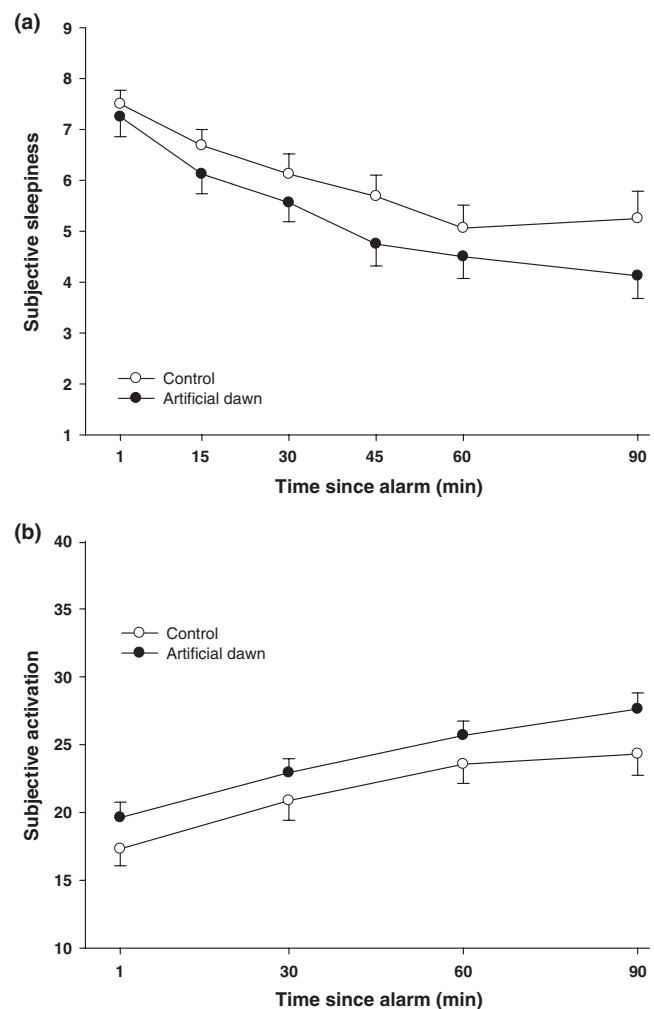 (a)
9
8
7
6
5
4
3
2
1
Subjective sleepiness
Control
Artificial dawn
1 15 30 45 60 90
Time since alarm (min)
(b)
40
35
30
25
20
15
10
Subjective activation
Control
Artificial dawn
1 30 60 90
Time since alarm (min)